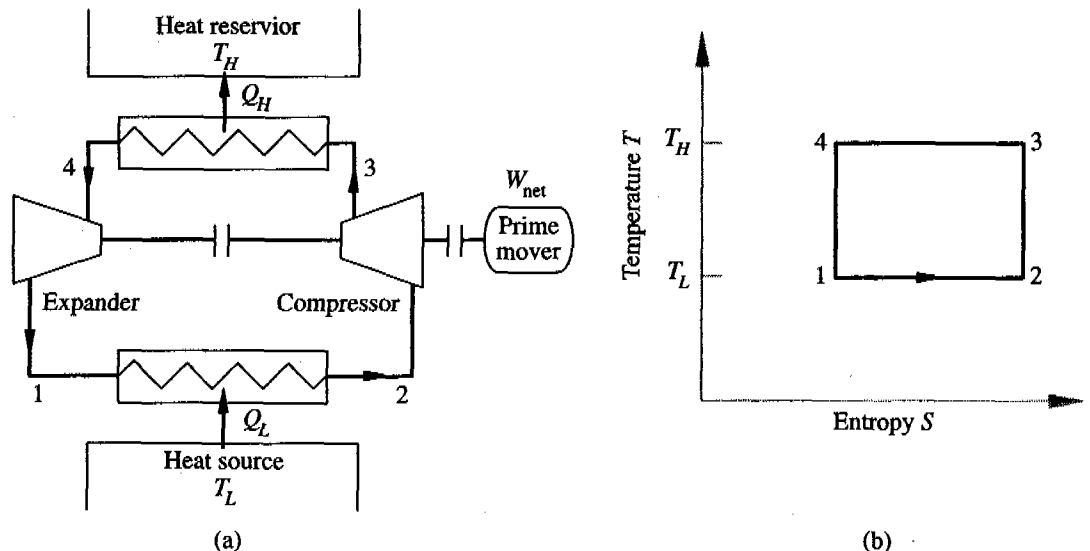 Heat reservior
T_H
Q_H
4
3
W_net
Prime
mover
Expander
Compressor
1
2
Q_L
Heat source
T_L
(a)
Temperature T
T_H
T_L
4
3
1
2
Entropy S
(b)